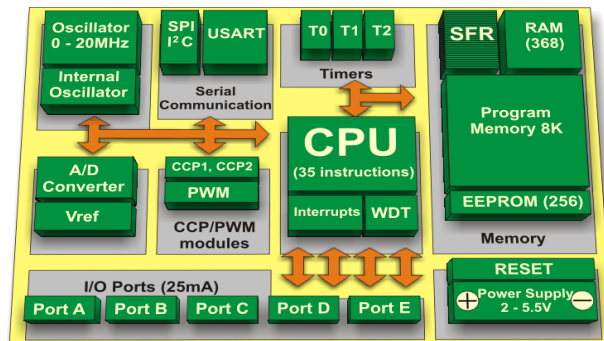 Oscillator
0 - 20MHz
Internal
Oscillator
SPI
I²C
USART
Serial
Communication
T0
T1
T2
Timers
SFR
RAM
(368)
Program
Memory 8K
EEPROM (256)
Memory
CPU
(35 instructions)
Interrupts
WDT
A/D
Converter
Vref
CCP1, CCP2
PWM
CCP/PWM
modules
I/O Ports (25mA)
Port A
Port B
Port C
Port D
Port E
RESET
+
Power Supply
2 - 5.5V
−